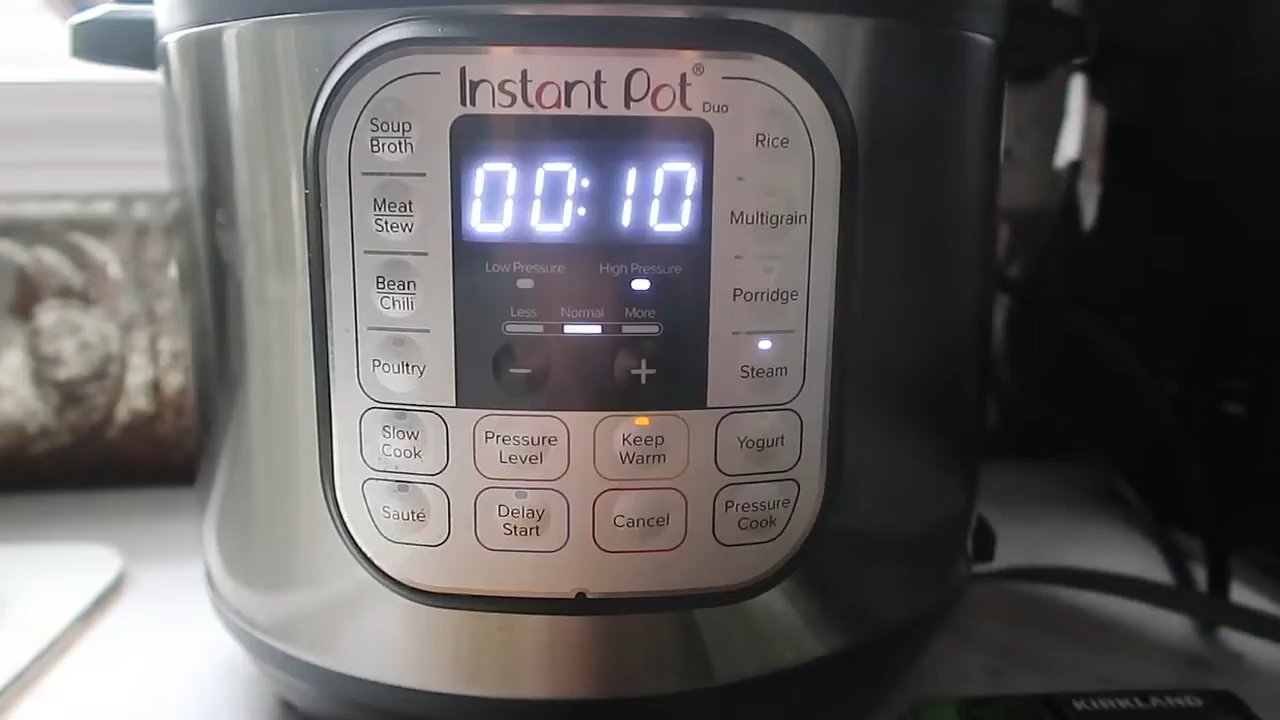 Instant Pot®
Duo
Soup
Broth
Meat
Stew
Bean
Chili
Poultry
00:10
Low Pressure
High Pressure
Less
Normal
More
−
+
Rice
Multigrain
Porridge
Steam
Slow
Cook
Pressure
Level
Keep
Warm
Yogurt
Sauté
Delay
Start
Cancel
Pressure
Cook
KIRKLAND